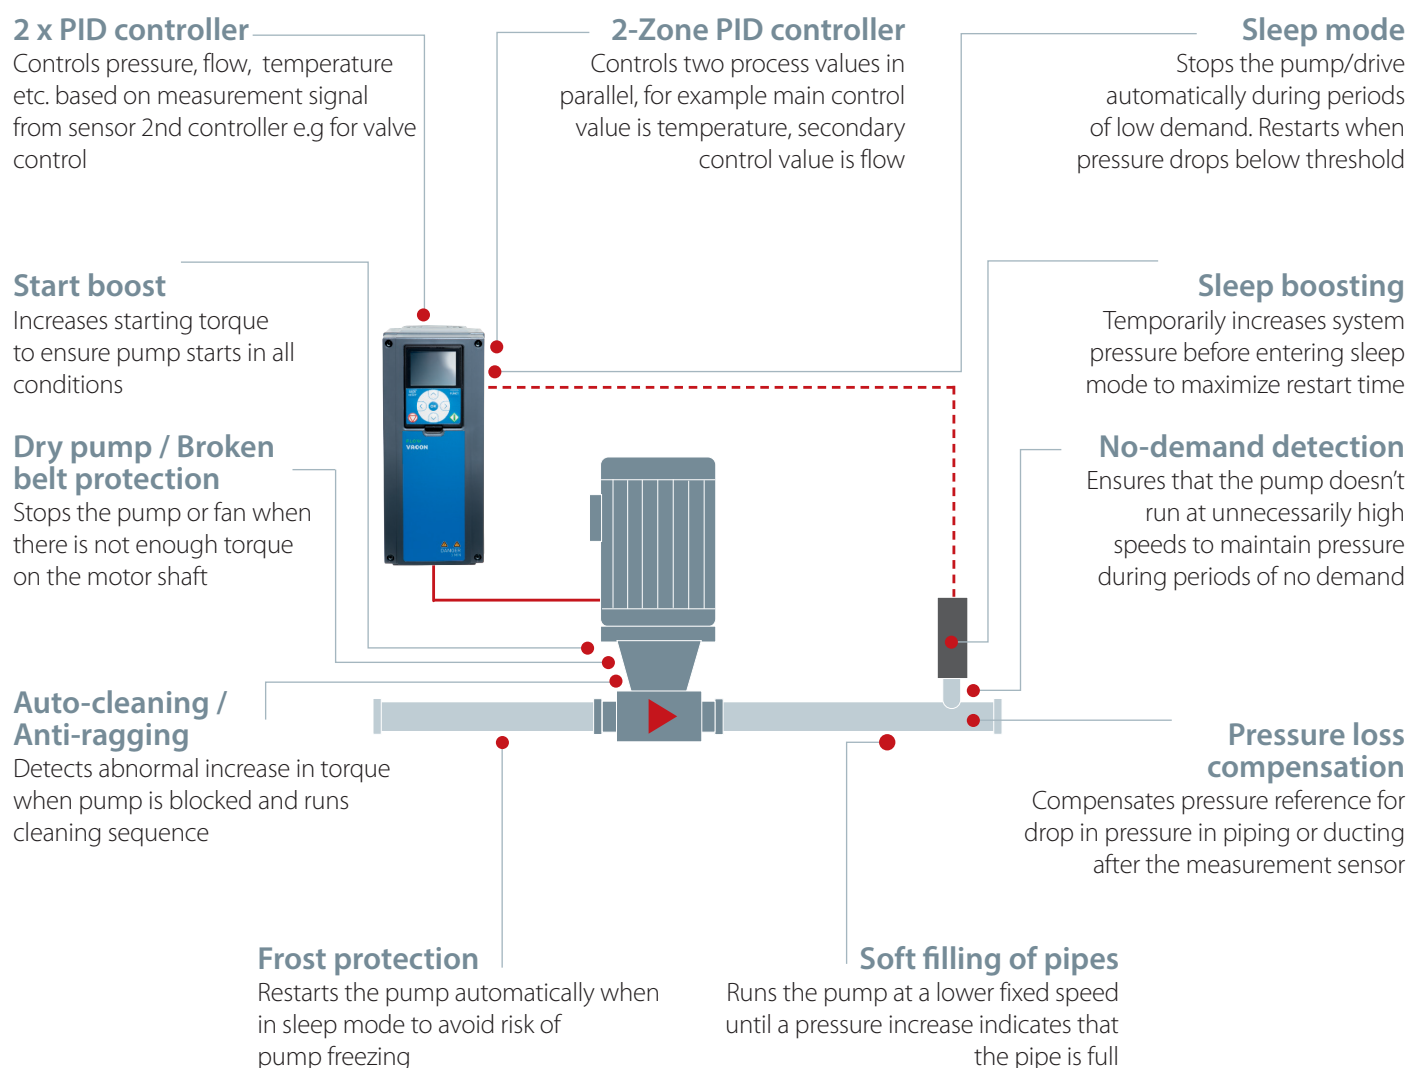 2 x PID controller
Controls pressure, flow, temperature
etc. based on measurement signal
from sensor 2nd controller e.g for valve
control
2-Zone PID controller
Controls two process values in
parallel, for example main control
value is temperature, secondary
control value is flow
Sleep mode
Stops the pump/drive
automatically during periods
of low demand. Restarts when
pressure drops below threshold
Start boost
Increases starting torque
to ensure pump starts in all
conditions
Sleep boosting
Temporarily increases system
pressure before entering sleep
mode to maximize restart time
Dry pump / Broken
belt protection
Stops the pump or fan when
there is not enough torque
on the motor shaft
VACON
DANGER
No-demand detection
Ensures that the pump doesn't
run at unnecessarily high
speeds to maintain pressure
during periods of no demand
Auto-cleaning /
Anti-ragging
Detects abnormal increase in torque
when pump is blocked and runs
cleaning sequence
Pressure loss
compensation
Compensates pressure reference for
drop in pressure in piping or ducting
after the measurement sensor
Frost protection
Restarts the pump automatically when
in sleep mode to avoid risk of
pump freezing
Soft filling of pipes
Runs the pump at a lower fixed speed
until a pressure increase indicates that
the pipe is full